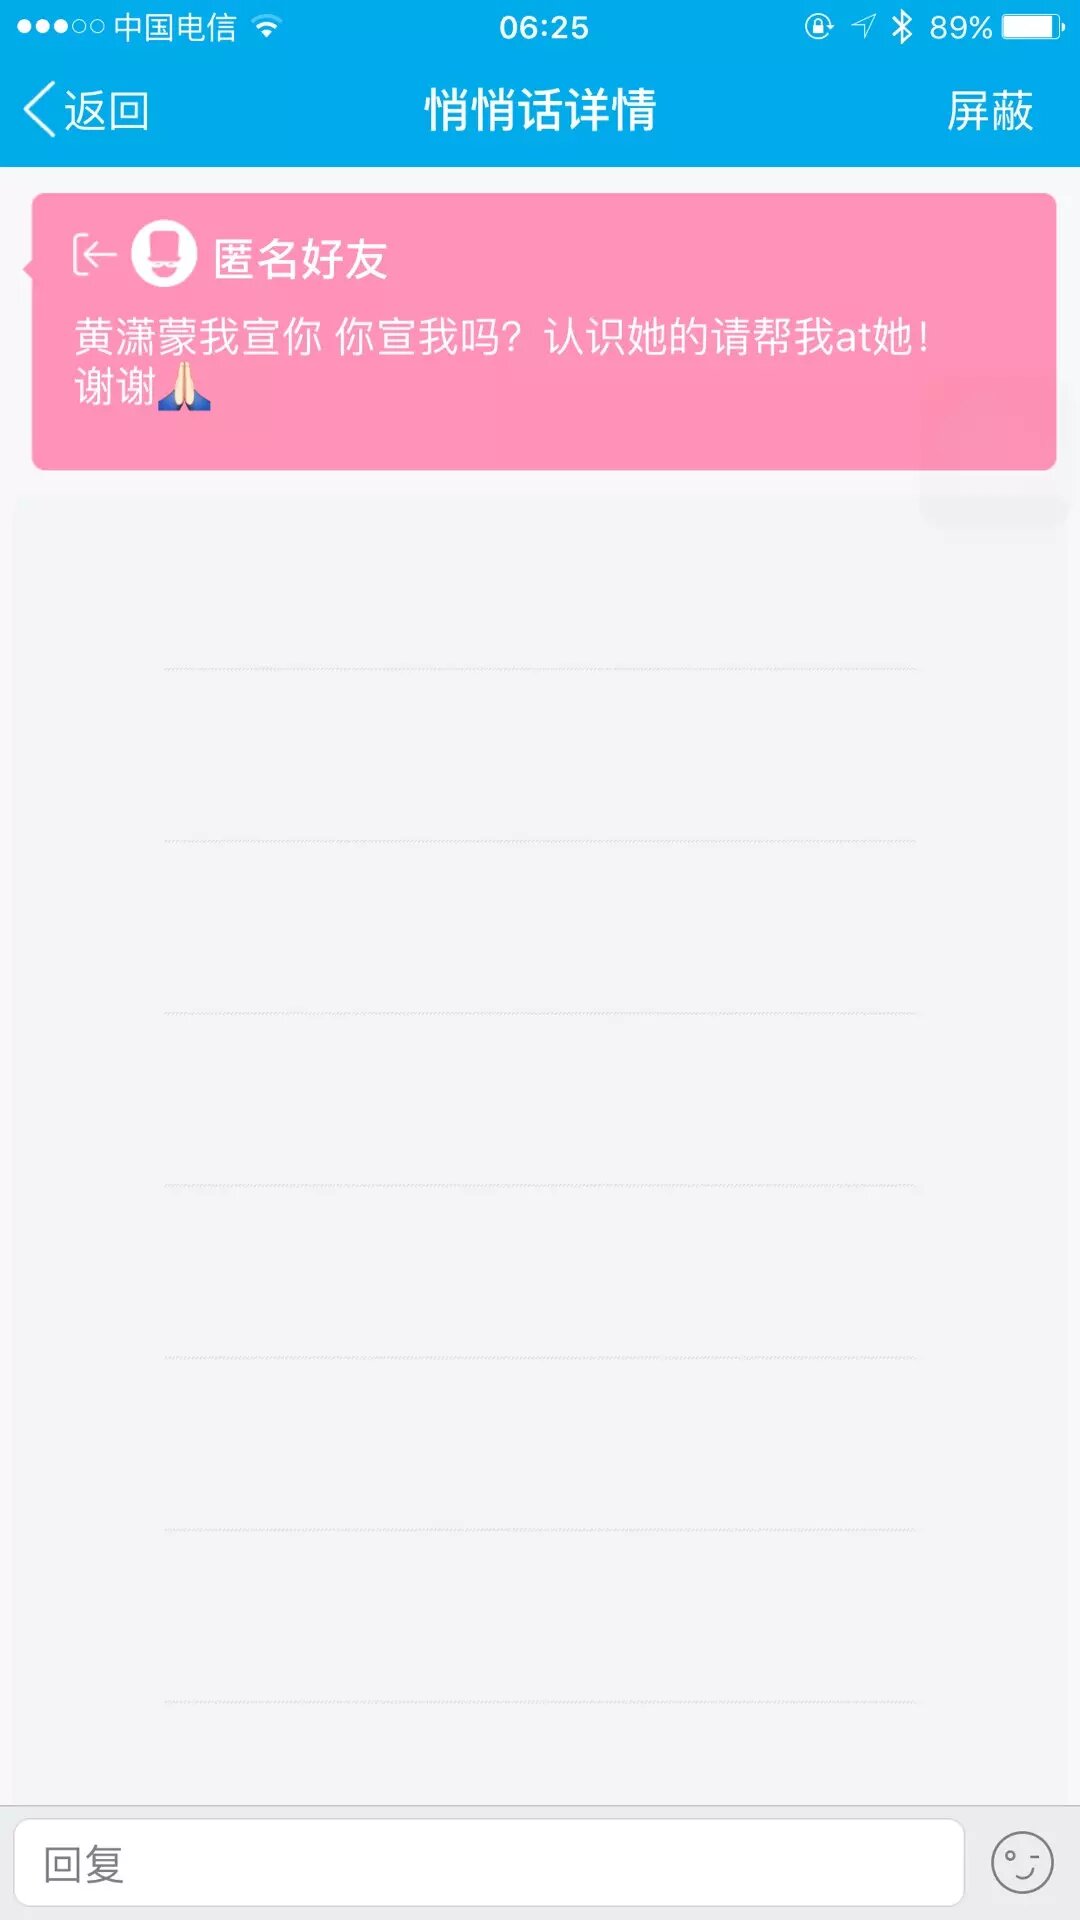 中国电信
06:25
89%
返回
悄悄话详情
屏蔽
匿名好友
黄潇蒙我宣你 你宣我吗？认识她的请帮我at她！
谢谢🙏🏻
回复